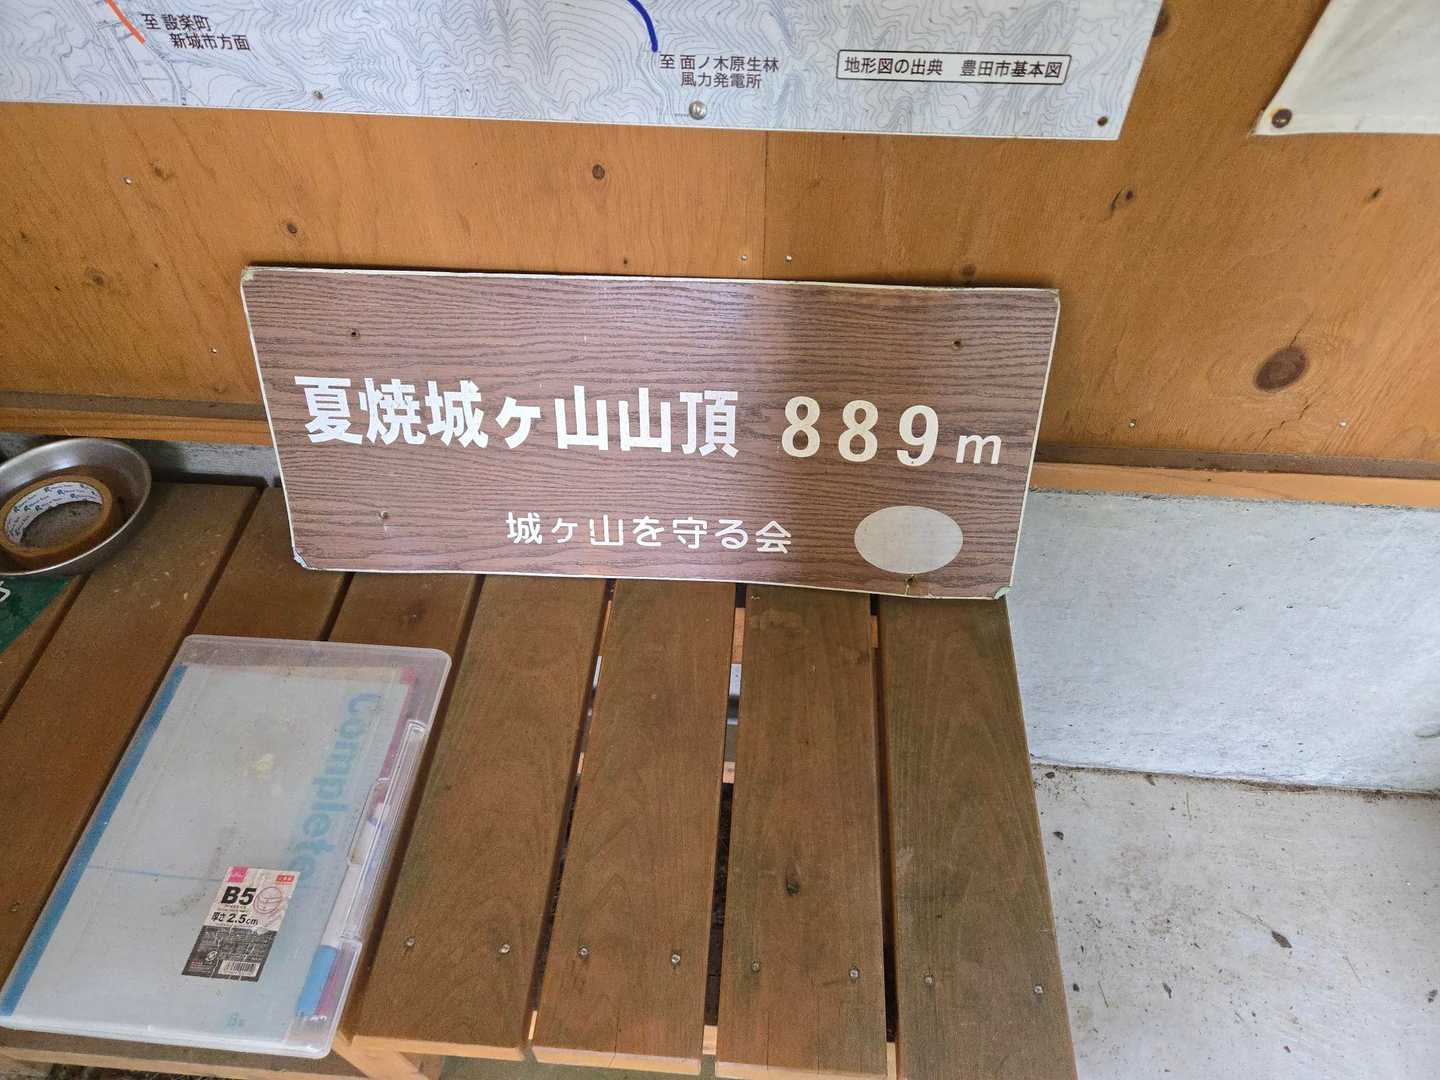 至 設楽町
新城市方面
至 面ノ木原生林
風力発電所
地形図の出典　豊田市基本図
夏焼城ヶ山山頂 889m
城ヶ山を守る会
Complete
B5
厚さ 2.5cm